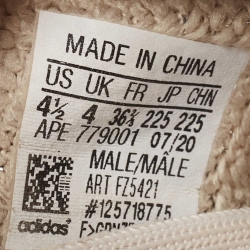 MADE IN CHINA
US UK FR JP CHN
4½ 4 36⅔ 225 225
APE 779001 07/20
MALE/MÂLE
ART FZ5421
#125718775
adidas